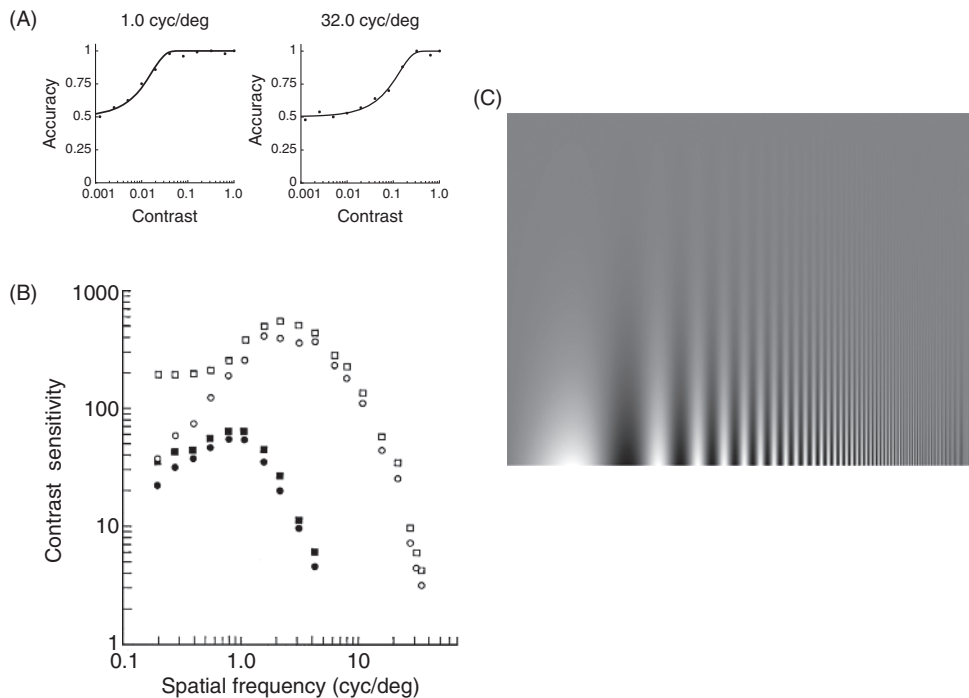 (A)
1.0 cyc/deg
32.0 cyc/deg
Accuracy
1
0.75
0.5
0.25
0
0.001 0.01 0.1 1.0
Contrast
Accuracy
1
0.75
0.5
0.25
0
0.001 0.01 0.1 1.0
Contrast
(C)
(B)
Contrast sensitivity
1000
100
10
1
0.1 1.0 10
Spatial frequency (cyc/deg)